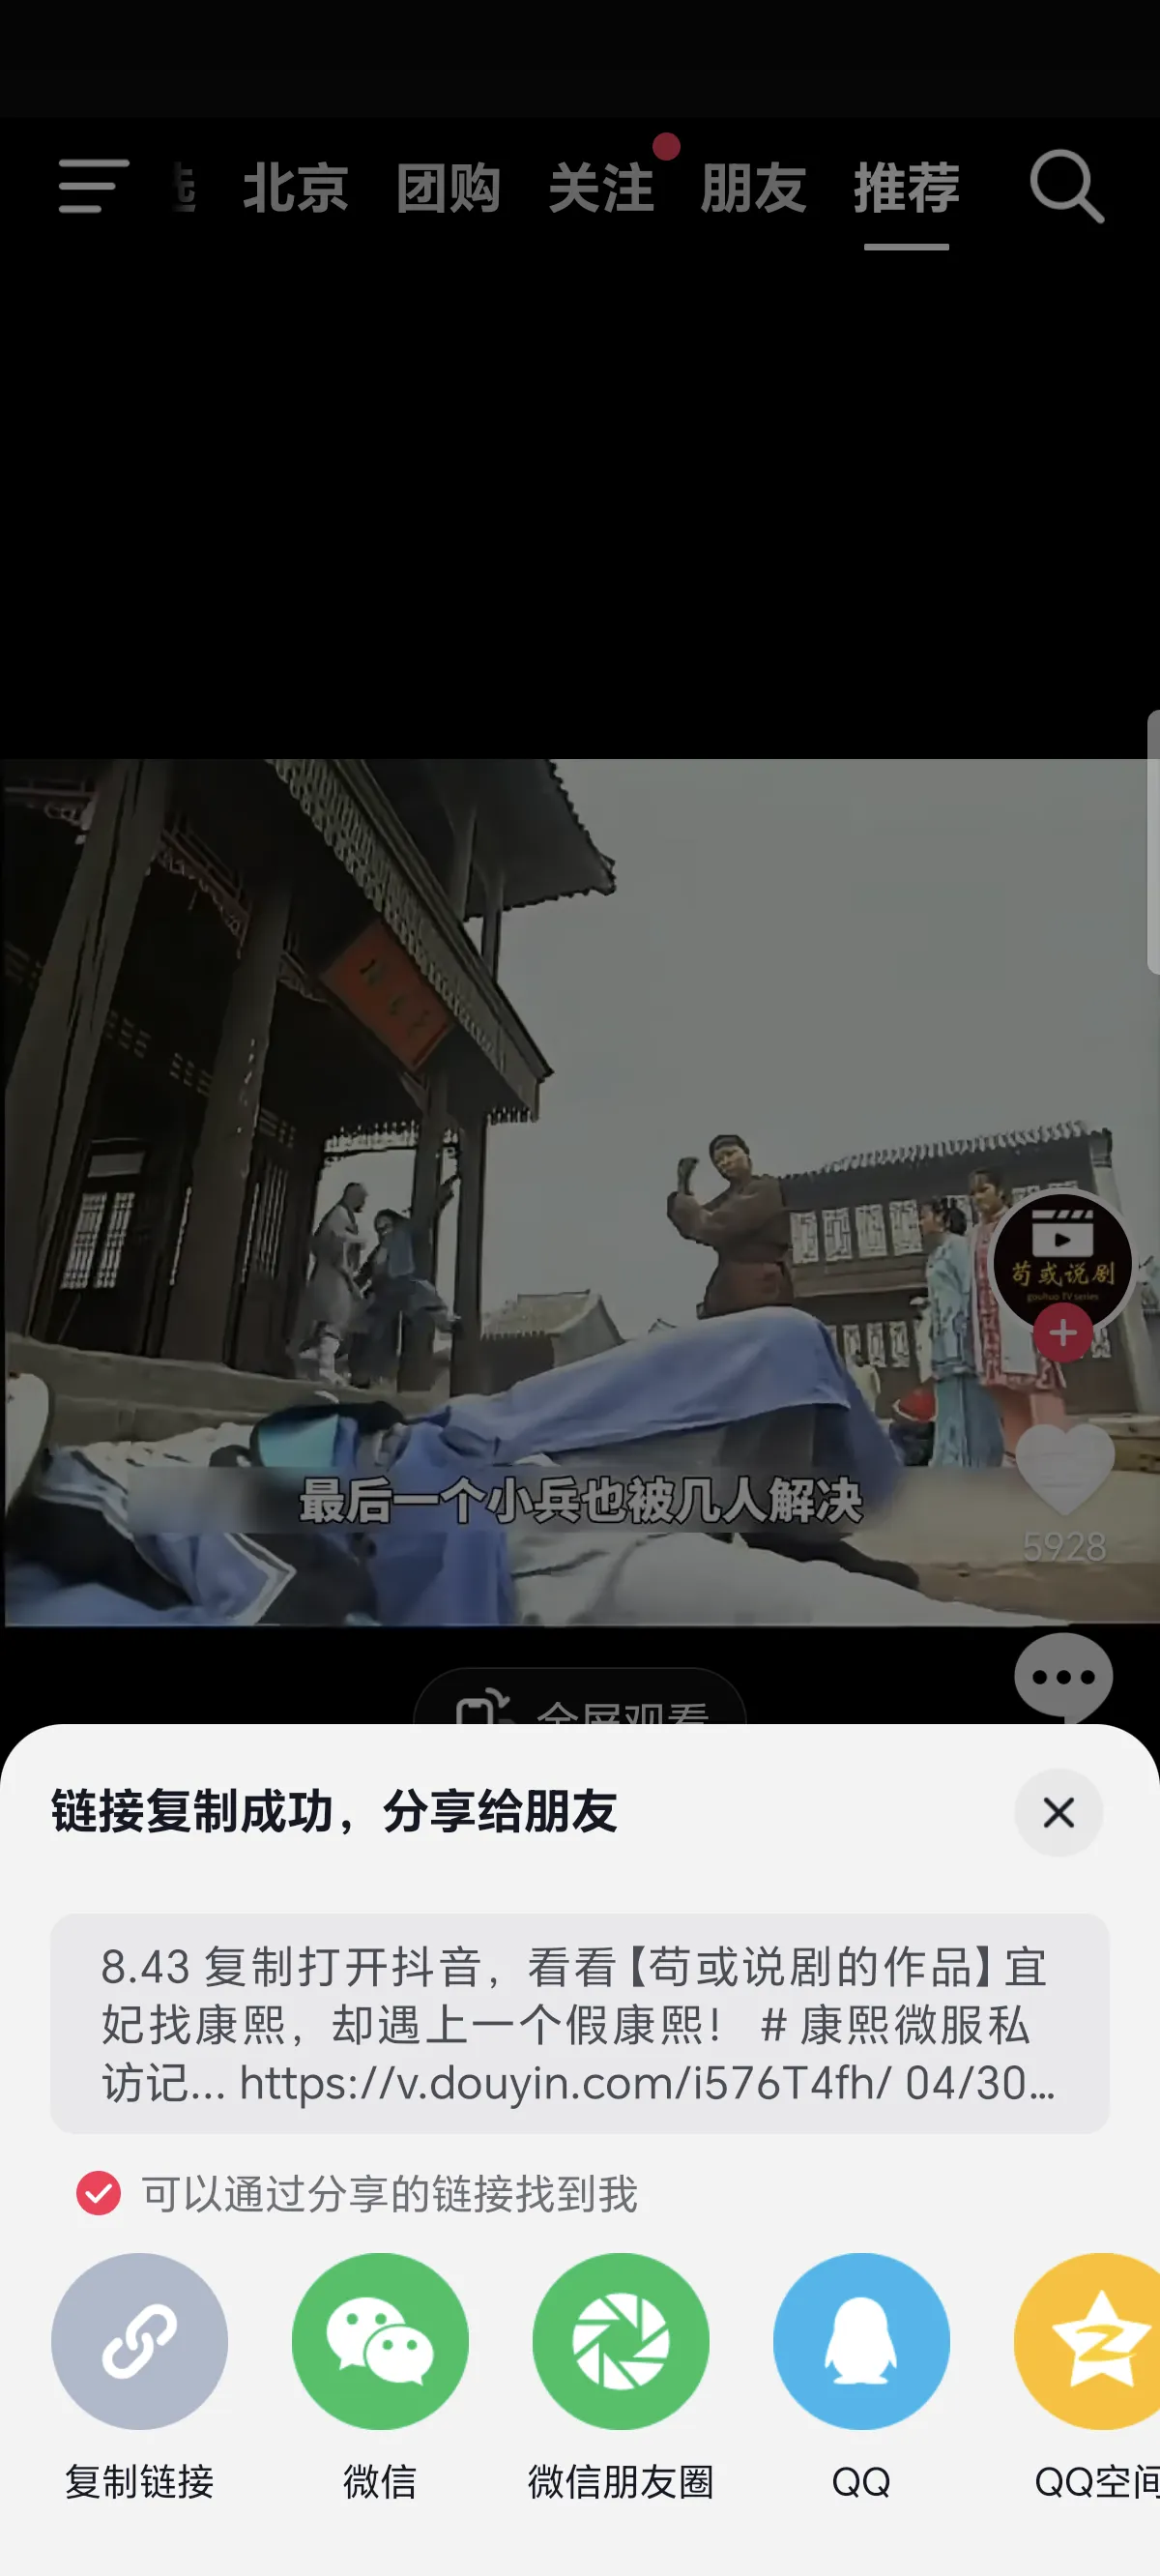 北京 团购 关注 朋友 推荐
苟或说剧
gouhuo TV series
最后一个小兵也被几人解决
5928
全屏观看
链接复制成功，分享给朋友
8.43 复制打开抖音，看看【苟或说剧的作品】宜
妃找康熙，却遇上一个假康熙！ # 康熙微服私
访记... https://v.douyin.com/i576T4fh/ 04/30...
可以通过分享的链接找到我
复制链接 微信 微信朋友圈 QQ QQ空间